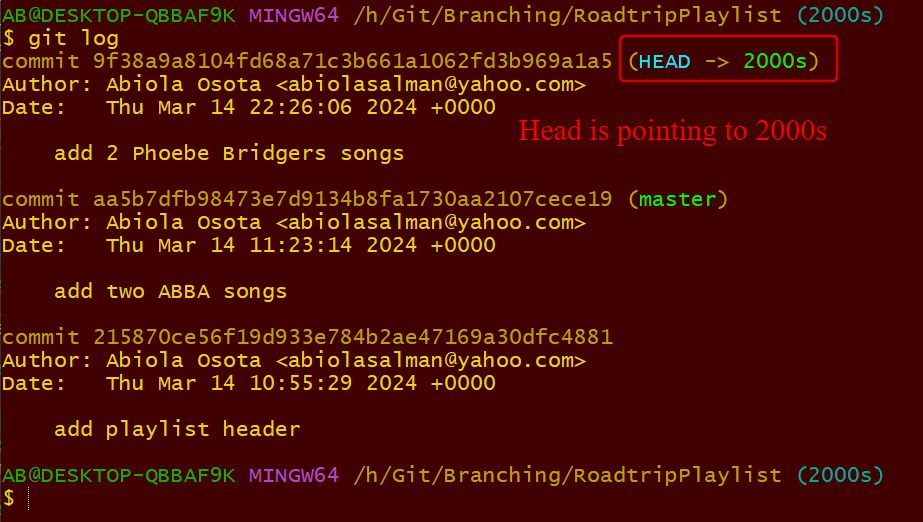 AB@DESKTOP-QBBAF9K MINGW64 /h/Git/Branching/RoadtripPlaylist (2000s)
$ git log
commit 9f38a9a8104fd68a71c3b661a1062fd3b969a1a5 (HEAD -> 2000s)
Author: Abiola Osota <abiolasalman@yahoo.com>
Date:   Thu Mar 14 22:26:06 2024 +0000
Head is pointing to 2000s
    add 2 Phoebe Bridgers songs
commit aa5b7dfb98473e7d9134b8fa1730aa2107cece19 (master)
Author: Abiola Osota <abiolasalman@yahoo.com>
Date:   Thu Mar 14 11:23:14 2024 +0000
    add two ABBA songs
commit 215870ce56f19d933e784b2ae47169a30dfc4881
Author: Abiola Osota <abiolasalman@yahoo.com>
Date:   Thu Mar 14 10:55:29 2024 +0000
    add playlist header
AB@DESKTOP-QBBAF9K MINGW64 /h/Git/Branching/RoadtripPlaylist (2000s)
$